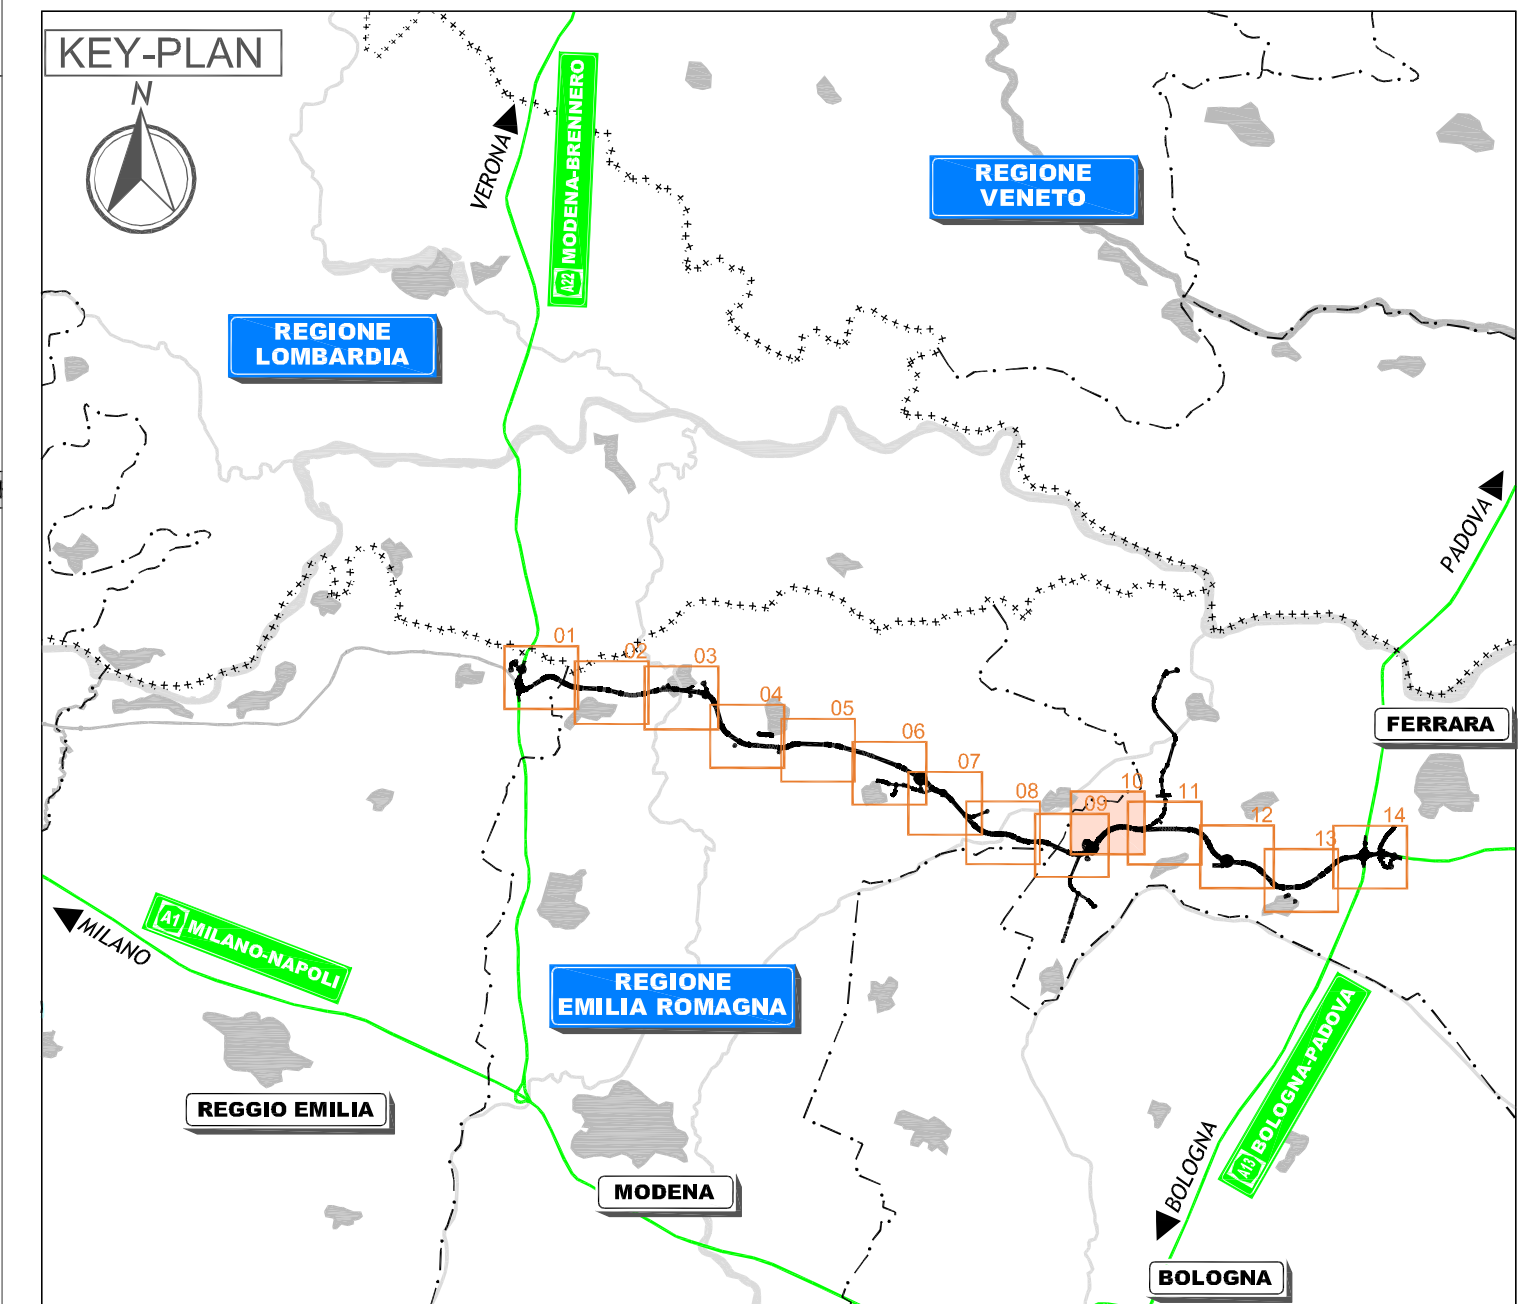 KEY-PLAN
N
VERONA
A22 MODENA-BRENNERO
REGIONE
VENETO
REGIONE
LOMBARDIA
PADOVA
01
02
03
04
05
06
07
08
09
10
11
12
13
14
FERRARA
A1 MILANO-NAPOLI
MILANO
REGIONE
EMILIA ROMAGNA
A13 BOLOGNA-PADOVA
REGGIO EMILIA
MODENA
BOLOGNA
BOLOGNA